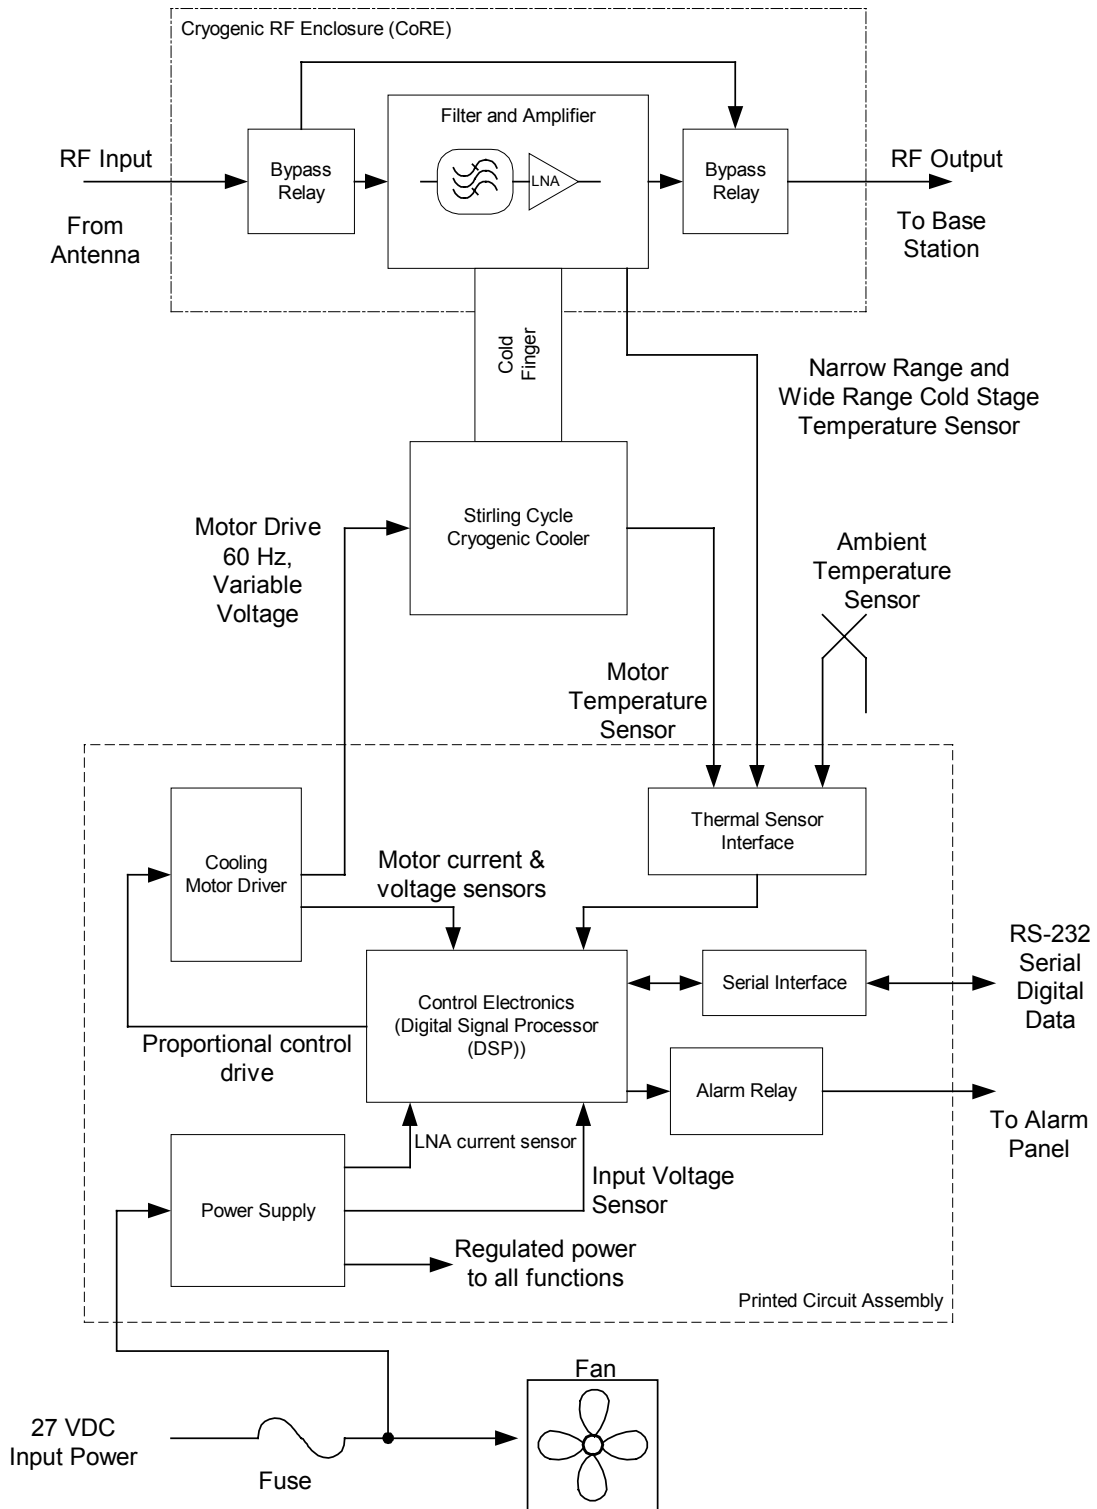 Cryogenic RF Enclosure (CoRE)
Filter and Amplifier
RF Input
Bypass
Relay
LNA
Bypass
Relay
RF Output
From
Antenna
To Base
Station
Cold
Finger
Narrow Range and
Wide Range Cold Stage
Temperature Sensor
Motor Drive
60 Hz,
Variable
Voltage
Stirling Cycle
Cryogenic Cooler
Ambient
Temperature
Sensor
Motor
Temperature
Sensor
Cooling
Motor Driver
Thermal Sensor
Interface
Motor current &
voltage sensors
RS-232
Serial
Digital
Data
Control Electronics
(Digital Signal Processor
(DSP))
Serial Interface
Proportional control
drive
Alarm Relay
To Alarm
Panel
LNA current sensor
Input Voltage
Sensor
Power Supply
Regulated power
to all functions
Printed Circuit Assembly
Fan
27 VDC
Input Power
Fuse